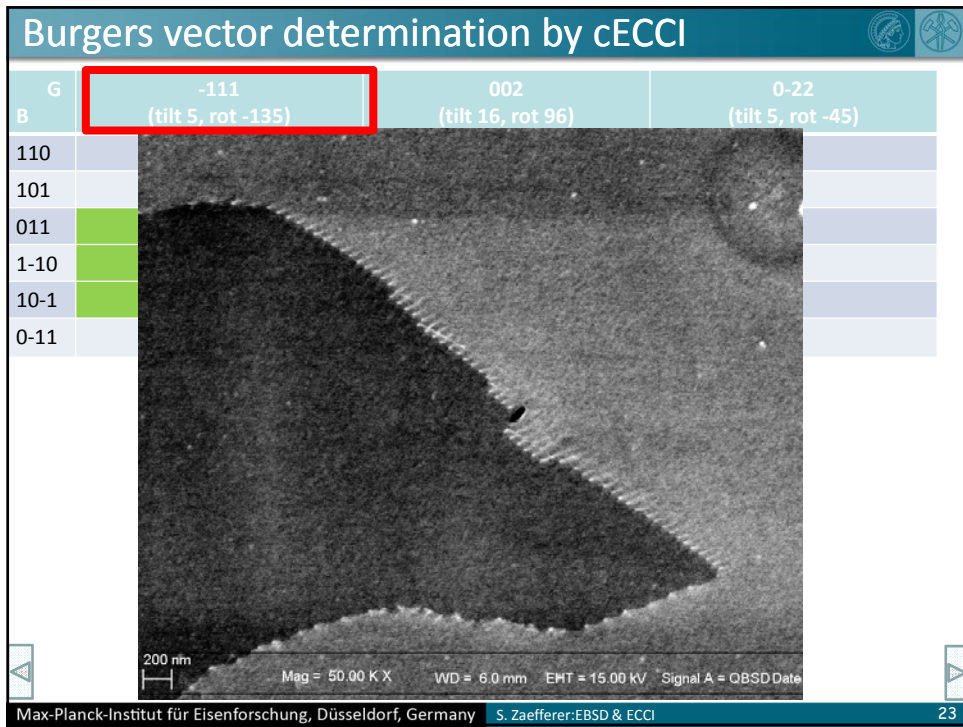 Burgers vector determination by cECCI
G
B
-111
(tilt 5, rot -135)
002
(tilt 16, rot 96)
0-22
(tilt 5, rot -45)
110
101
011
1-10
10-1
0-11
200 nm
Mag = 50.00 K X WD = 6.0 mm EHT = 15.00 kV Signal A = QBSD Date
Max-Planck-Institut für Eisenforschung, Düsseldorf, Germany S. Zaefferer:EBSD & ECCI 23